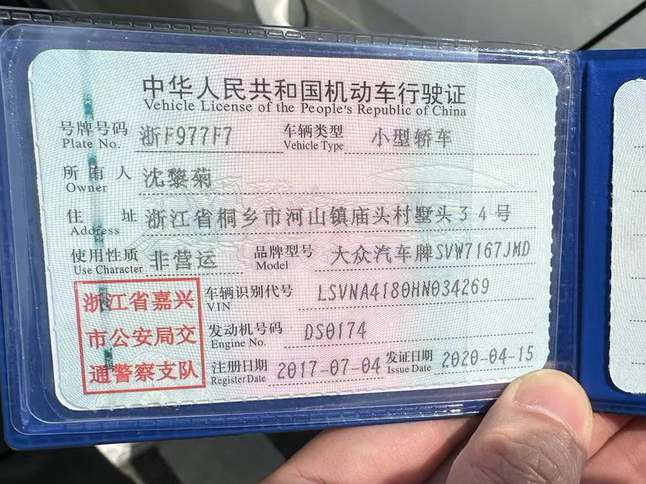 中华人民共和国机动车行驶证
Vehicle License of the People's Republic of China
号牌号码 浙F977F7 车辆类型 小型轿车
Plate No. Vehicle Type
所有人 沈黎菊
Owner
住址 浙江省桐乡市河山镇庙头村墅头34号
Address
使用性质 非营运 品牌型号 大众汽车牌SVW7167JMD
Use Character Model
浙江省嘉兴
市公安局交
通警察支队
车辆识别代号 LSVNA4180HN034269
VIN
发动机号码 DS0174
Engine No.
注册日期 2017-07-04 发证日期 2020-04-15
Register Date Issue Date